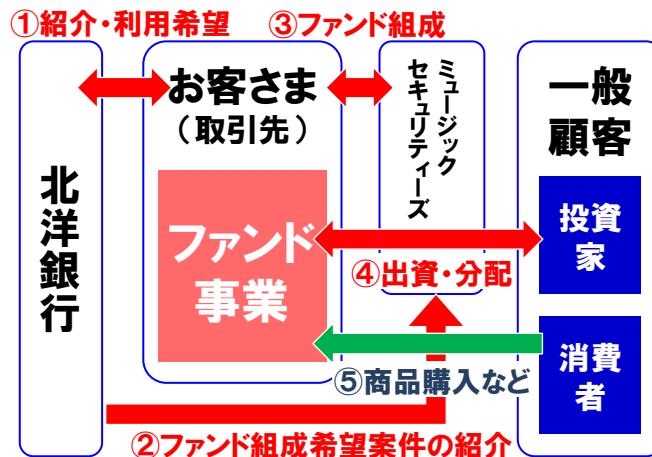 ①紹介・利用希望
③ファンド組成
北洋銀行
お客さま
（取引先）
ファンド
事業
ミュージック
セキュリティーズ
一般
顧客
投資
家
④出資・分配
消費
者
⑤商品購入など
②ファンド組成希望案件の紹介